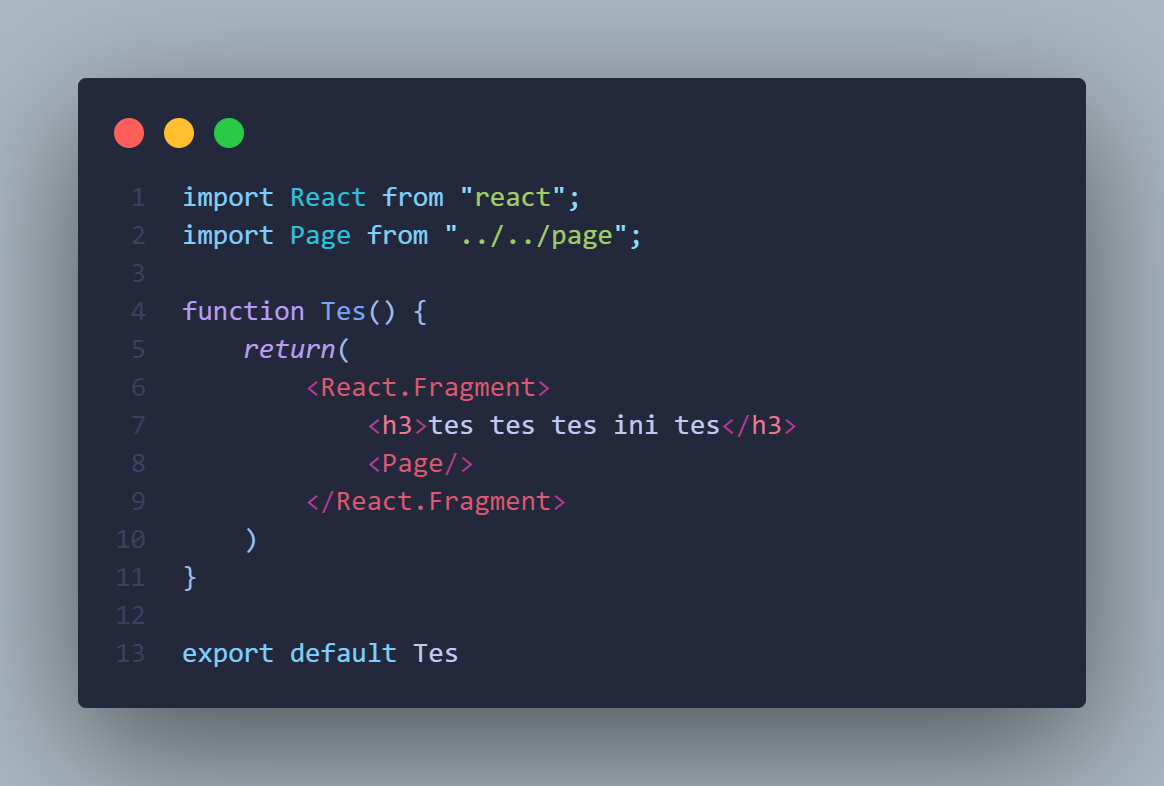 1 import React from "react";
2 import Page from "../../page";
3
4 function Tes() {
5     return(
6         <React.Fragment>
7             <h3>tes tes tes ini tes</h3>
8             <Page/>
9         </React.Fragment>
10     )
11 }
12
13 export default Tes